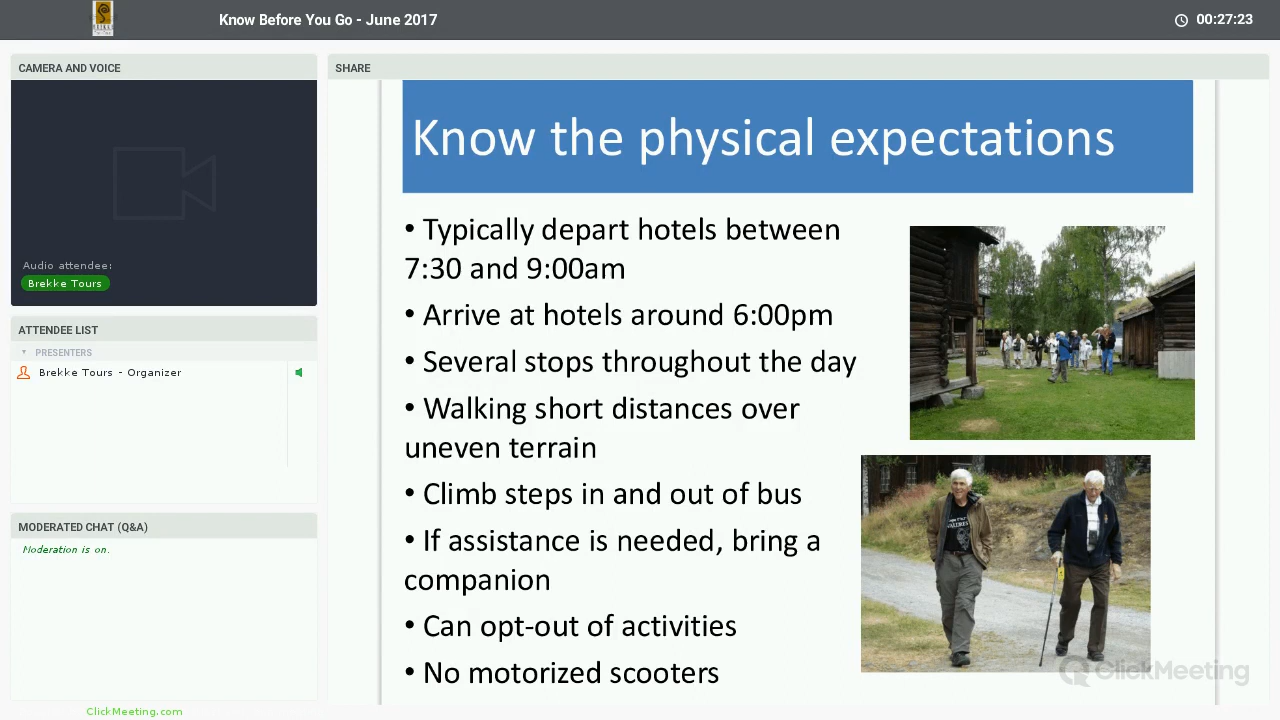 Know Before You Go - June 2017
00:27:23
CAMERA AND VOICE
Audio attendee:
Brekke Tours
ATTENDEE LIST
PRESENTERS
Brekke Tours - Organizer
MODERATED CHAT (Q&A)
Moderation is on.
ClickMeeting.com
SHARE
Know the physical expectations
• Typically depart hotels between
7:30 and 9:00am
• Arrive at hotels around 6:00pm
• Several stops throughout the day
• Walking short distances over
uneven terrain
• Climb steps in and out of bus
• If assistance is needed, bring a
companion
• Can opt-out of activities
• No motorized scooters
ClickMeeting